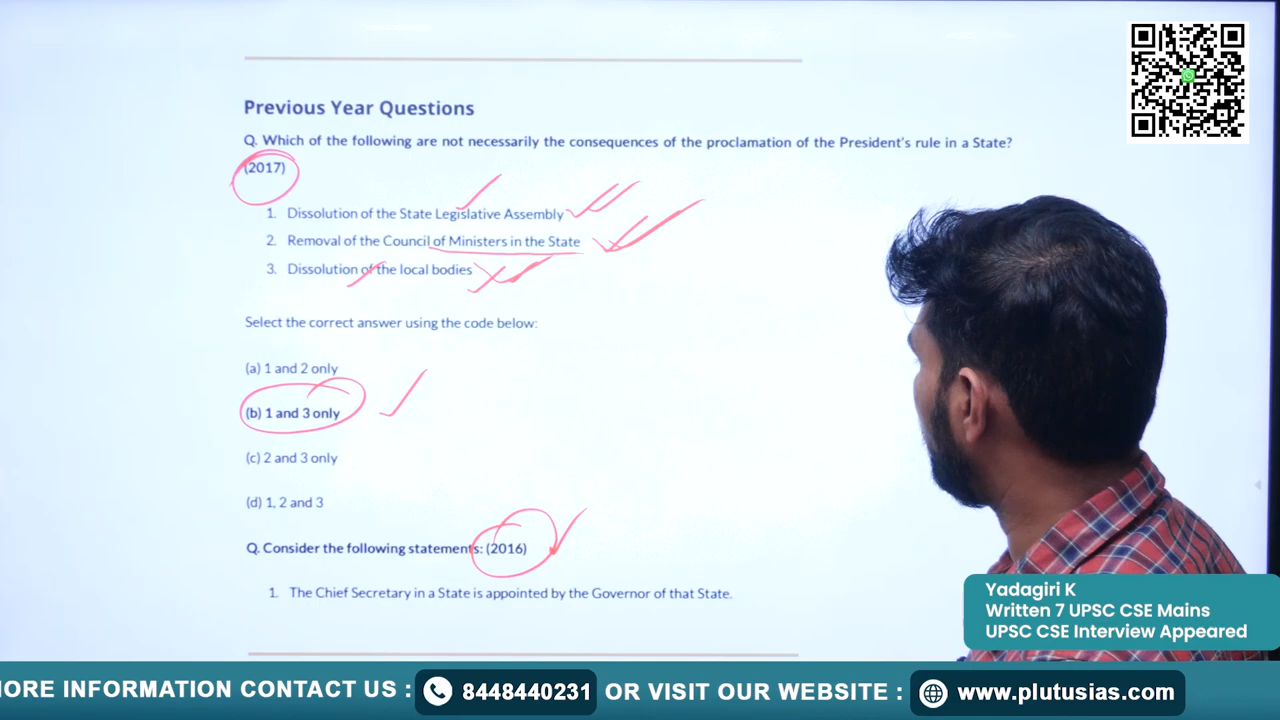 Previous Year Questions
Q. Which of the following are not necessarily the consequences of the proclamation of the President's rule in a State?
(2017)
1. Dissolution of the State Legislative Assembly
2. Removal of the Council of Ministers in the State
3. Dissolution of the local bodies
Select the correct answer using the code below:
(a) 1 and 2 only
(b) 1 and 3 only
(c) 2 and 3 only
(d) 1, 2 and 3
Q. Consider the following statements: (2016)
1. The Chief Secretary in a State is appointed by the Governor of that State.
Yadagiri K
Written 7 UPSC CSE Mains
UPSC CSE Interview Appeared
MORE INFORMATION CONTACT US : 8448440231 OR VISIT OUR WEBSITE : www.plutusias.com